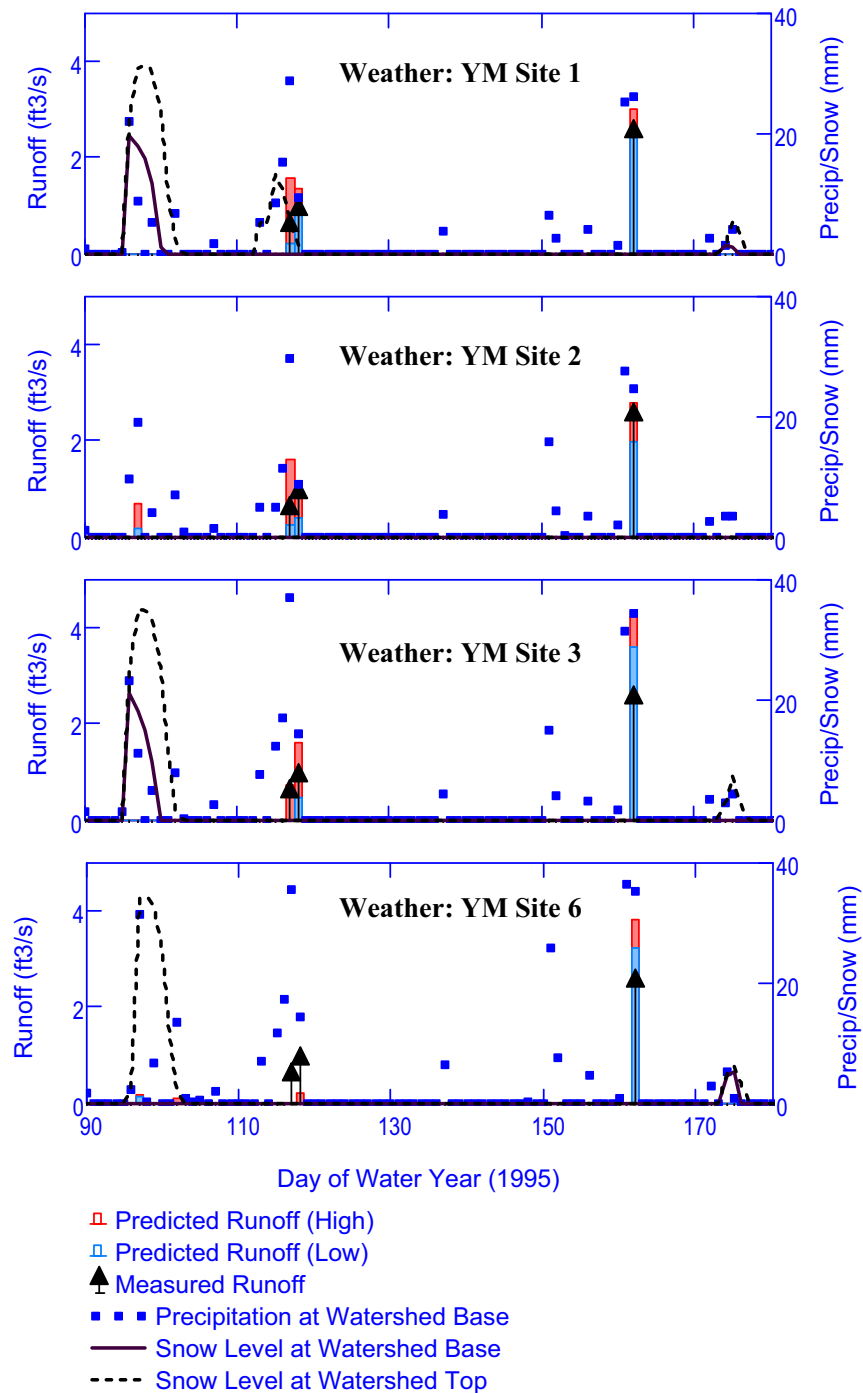 Weather: YM Site 1
Runoff (ft3/s)
4
2
0
40
20
0
Precip/Snow (mm)
Weather: YM Site 2
Runoff (ft3/s)
4
2
0
40
20
0
Precip/Snow (mm)
Weather: YM Site 3
Runoff (ft3/s)
4
2
0
40
20
0
Precip/Snow (mm)
Weather: YM Site 6
Runoff (ft3/s)
4
2
0
40
20
0
Precip/Snow (mm)
90 110 130 150 170
Day of Water Year (1995)
Predicted Runoff (High)
Predicted Runoff (Low)
Measured Runoff
Precipitation at Watershed Base
Snow Level at Watershed Base
Snow Level at Watershed Top